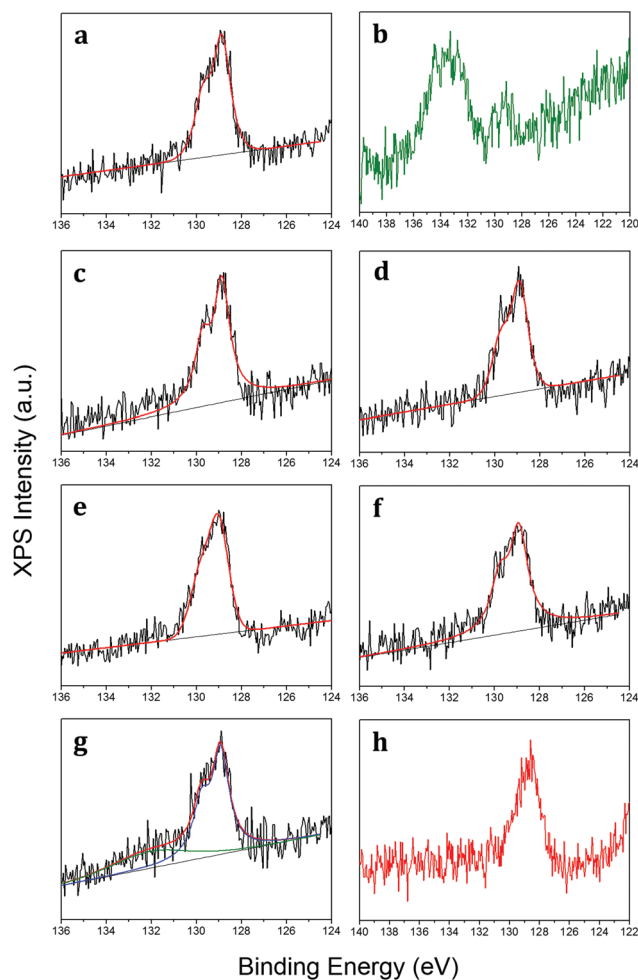 a
b
136 134 132 130 128 126 124
140 138 136 134 132 130 128 126 124 122 120
c
d
136 134 132 130 128 126 124
136 134 132 130 128 126 124
e
f
136 134 132 130 128 126 124
136 134 132 130 128 126 124
g
h
136 134 132 130 128 126 124
140 138 136 134 132 130 128 126 124 122
XPS Intensity (a.u.)
Binding Energy (eV)